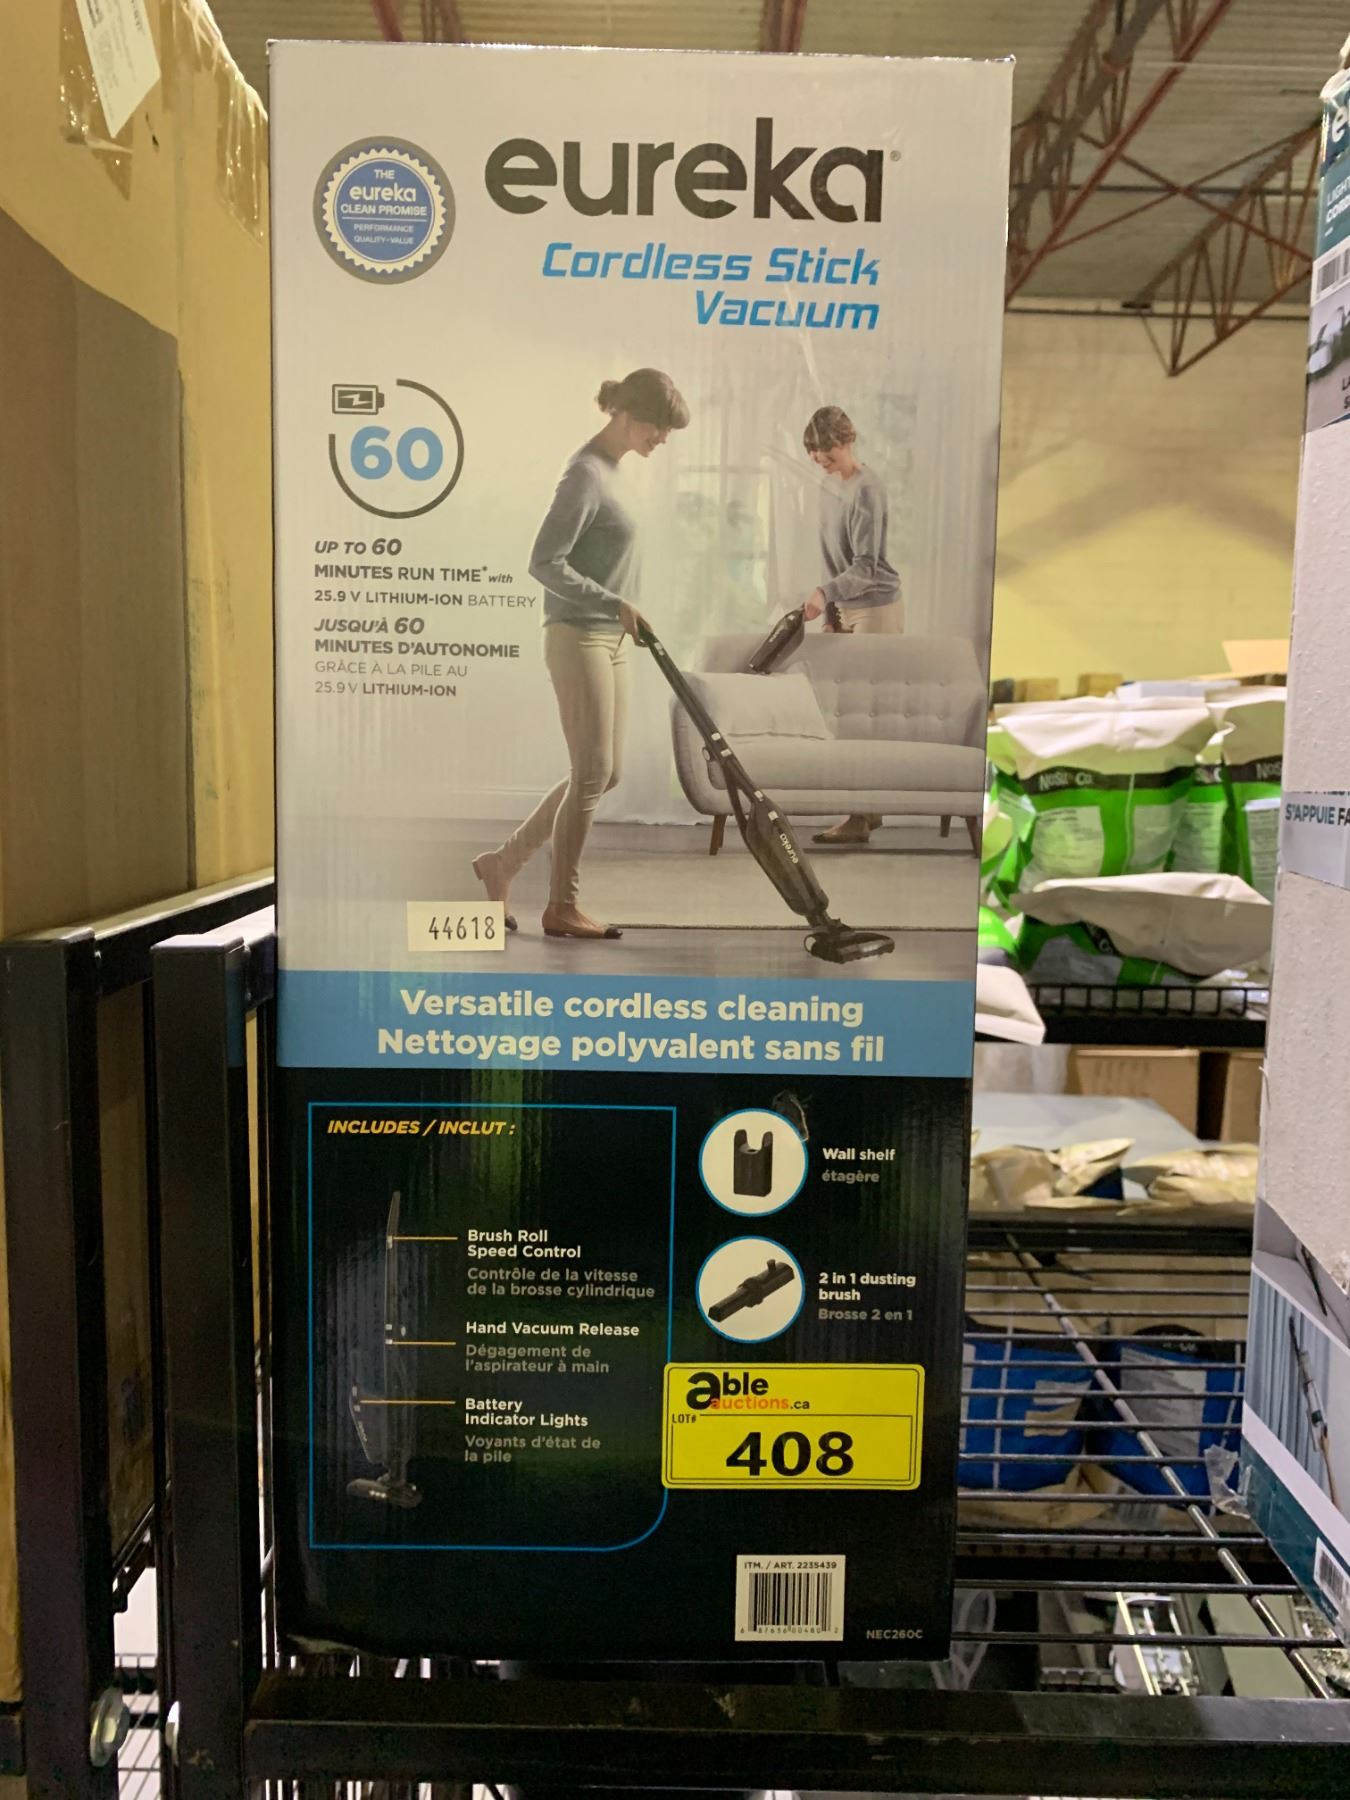 THE
eureka
CLEAN PROMISE
PERFORMANCE
QUALITY-VALUE
eureka®
Cordless Stick
Vacuum
60
UP TO 60
MINUTES RUN TIME* with
25.9 V LITHIUM-ION BATTERY
JUSQU'À 60
MINUTES D'AUTONOMIE
GRÂCE À LA PILE AU
25.9 V LITHIUM-ION
eureka
44618
Versatile cordless cleaning
Nettoyage polyvalent sans fil
INCLUDES / INCLUT :
Brush Roll
Speed Control
Contrôle de la vitesse
de la brosse cylindrique
Hand Vacuum Release
Dégagement de
l'aspirateur à main
Battery
Indicator Lights
Voyants d'état de
la pile
Wall shelf
étagère
2 in 1 dusting
brush
Brosse 2 en 1
able
auctions.ca
LOT#
408
ITM. / ART. 2235439
NEC260C
S'APPUIE